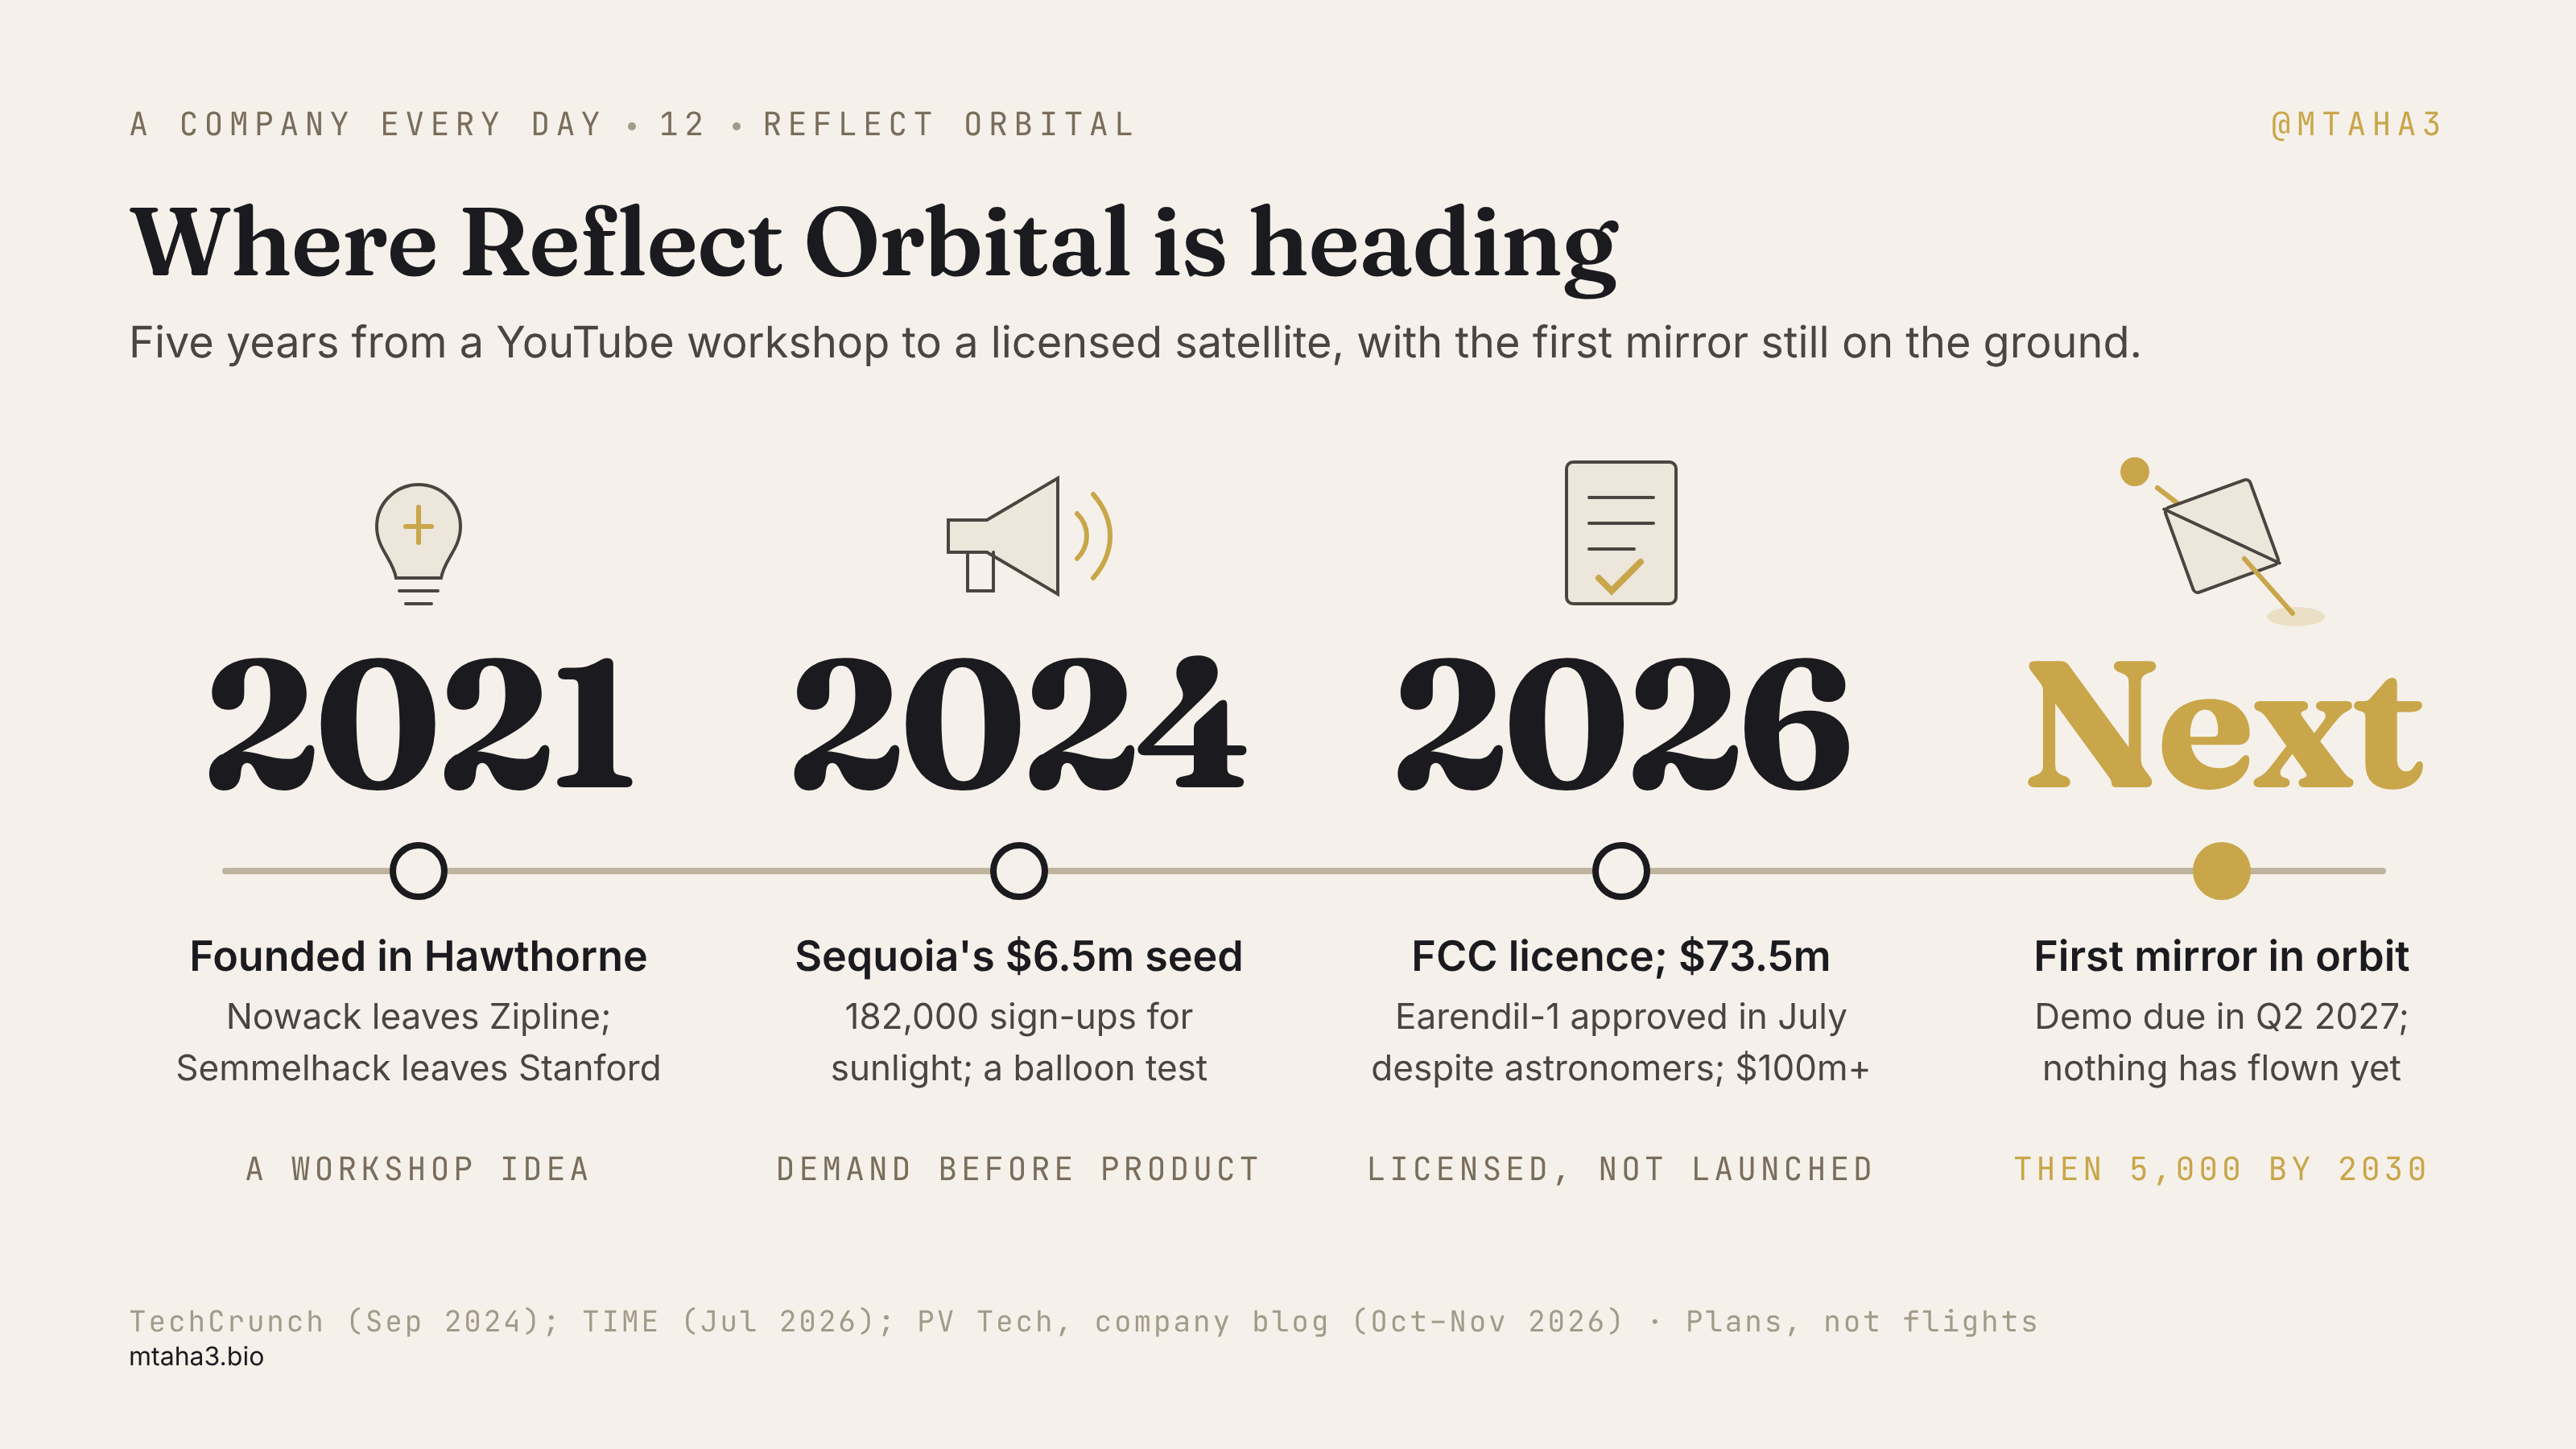 A COMPANY EVERY DAY • 12 • REFLECT ORBITAL
@MTAHA3
Where Reflect Orbital is heading
Five years from a YouTube workshop to a licensed satellite, with the first mirror still on the ground.
2021
2024
2026
Next
Founded in Hawthorne
Nowack leaves Zipline;
Semmelhack leaves Stanford
A WORKSHOP IDEA
Sequoia's $6.5m seed
182,000 sign-ups for
sunlight; a balloon test
DEMAND BEFORE PRODUCT
FCC licence; $73.5m
Earendil-1 approved in July
despite astronomers; $100m+
LICENSED, NOT LAUNCHED
First mirror in orbit
Demo due in Q2 2027;
nothing has flown yet
THEN 5,000 BY 2030
TechCrunch (Sep 2024); TIME (Jul 2026); PV Tech, company blog (Oct–Nov 2026) · Plans, not flights
mtaha3.bio